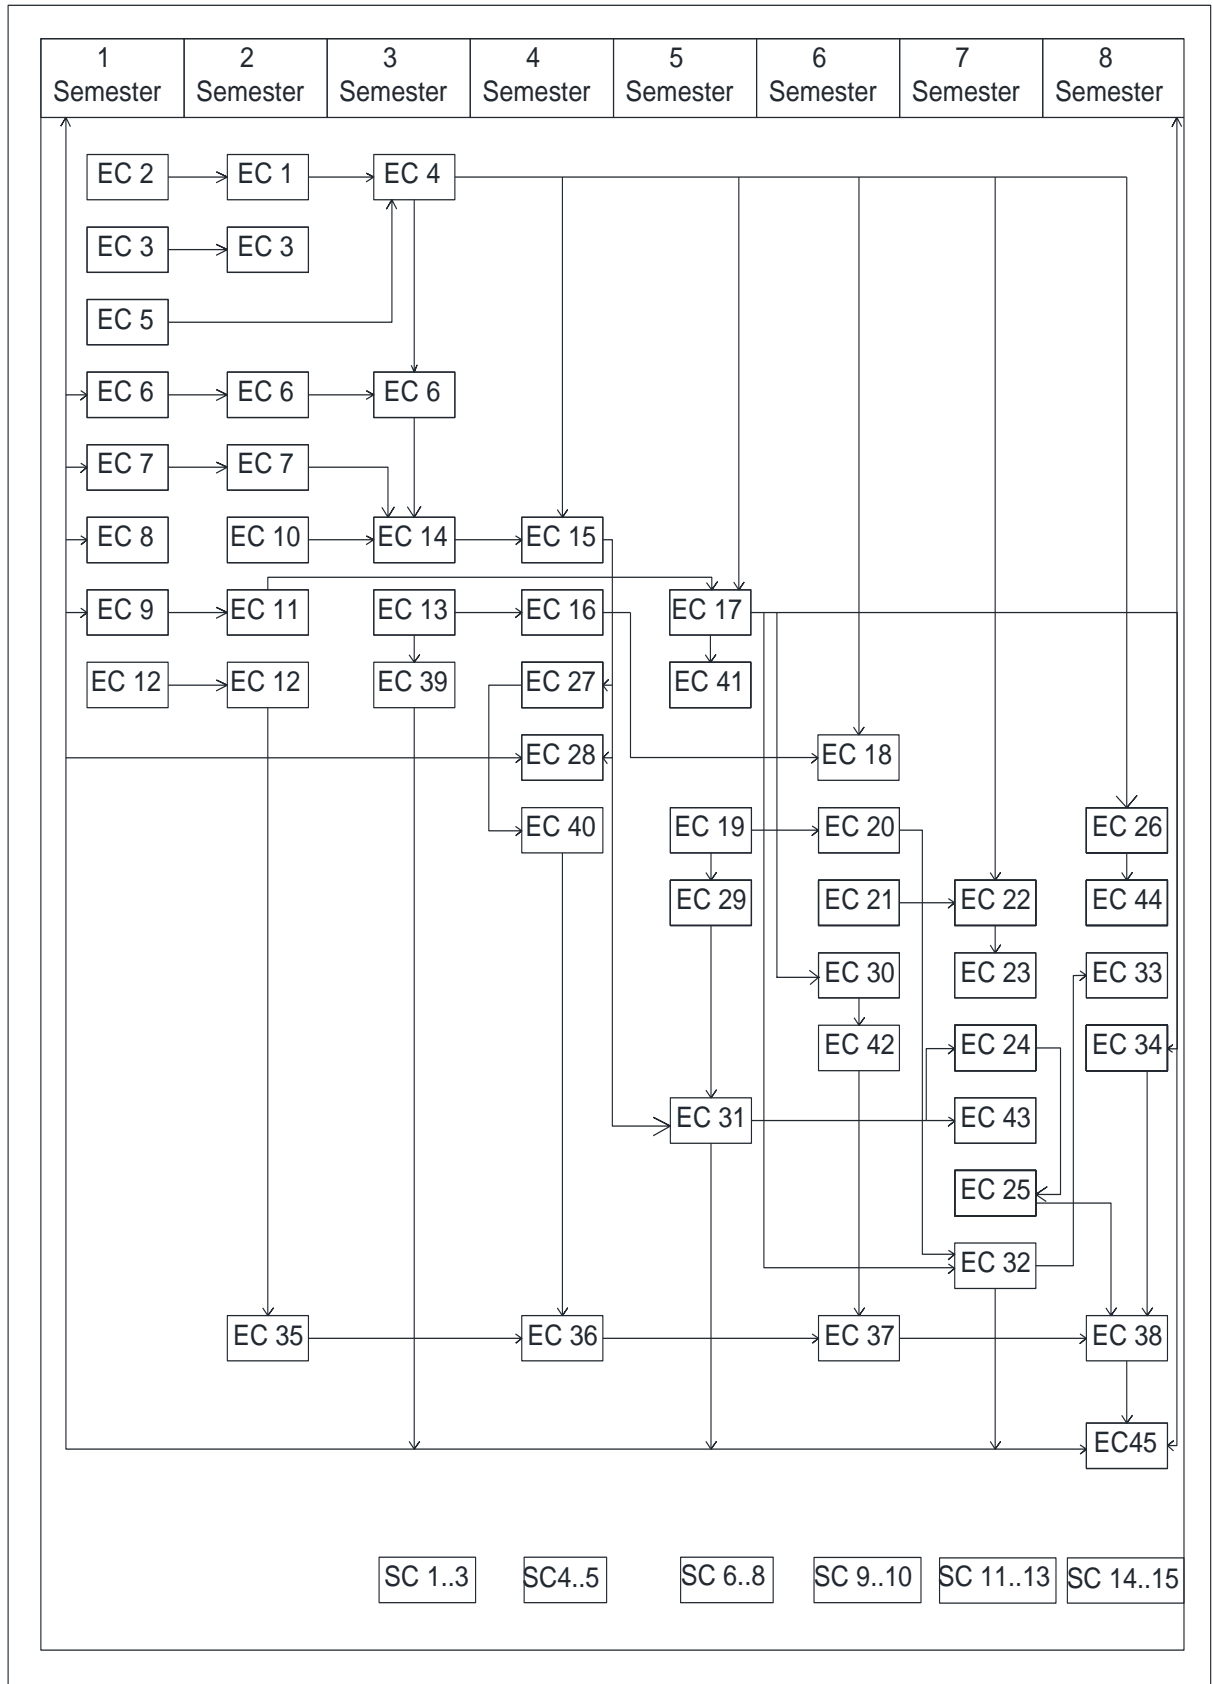 1 2 3 4 5 6 7 8
Semester Semester Semester Semester Semester Semester Semester Semester
EC 2 EC 1 EC 4
EC 3 EC 3
EC 5
EC 6 EC 6 EC 6
EC 7 EC 7
EC 8 EC 10 EC 14 EC 15
EC 9 EC 11 EC 13 EC 16 EC 17
EC 12 EC 12 EC 39 EC 27 EC 41
EC 28 EC 18
EC 40 EC 19 EC 20 EC 26
EC 29 EC 21 EC 22 EC 44
EC 30 EC 23 EC 33
EC 42 EC 24 EC 34
EC 31 EC 43
EC 25
EC 32
EC 35 EC 36 EC 37 EC 38
EC45
SC 1..3 SC4..5 SC 6..8 SC 9..10 SC 11..13 SC 14..15